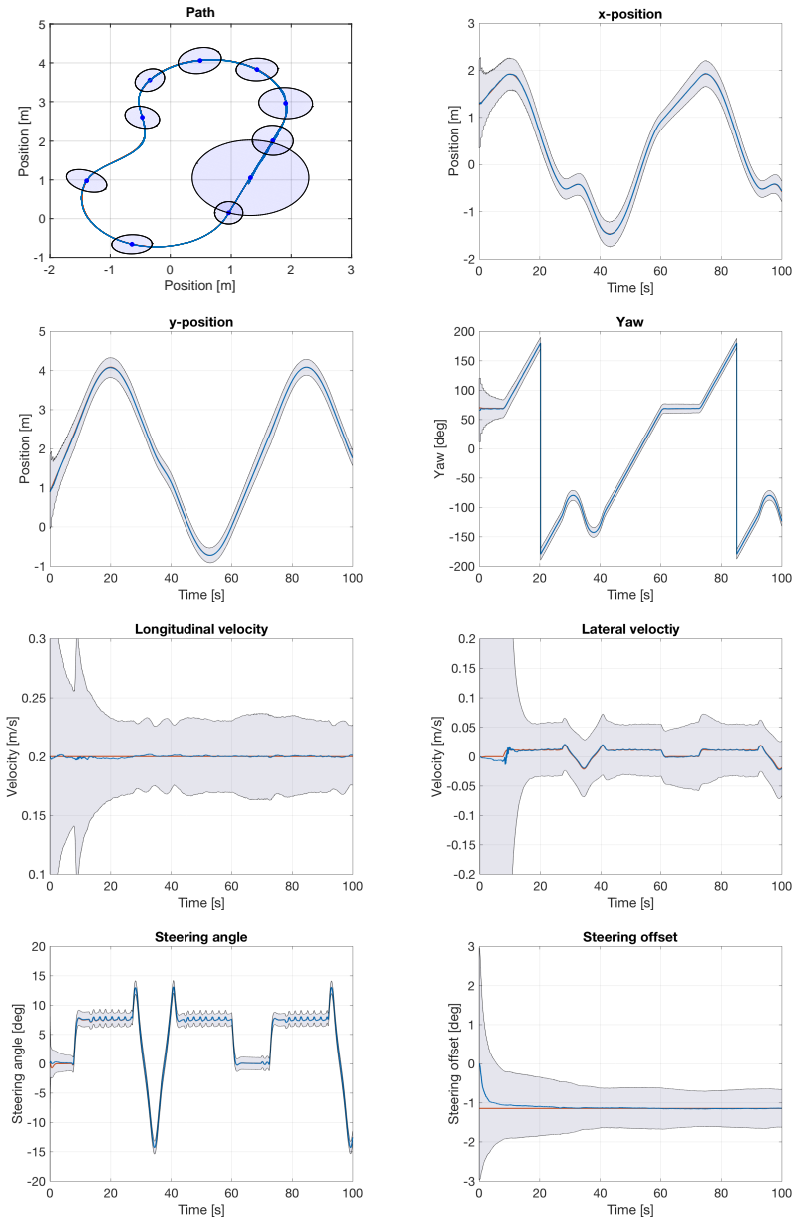 Path
5
4
3
2
1
0
-1
-2 -1 0 1 2 3
Position [m]
Position [m]
x-position
3
2
1
0
-1
-2
0 20 40 60 80 100
Position [m]
Time [s]
y-position
5
4
3
2
1
0
-1
0 20 40 60 80 100
Position [m]
Time [s]
Yaw
200
150
100
50
0
-50
-100
-150
-200
0 20 40 60 80 100
Yaw [deg]
Time [s]
Longitudinal velocity
0.3
0.25
0.2
0.15
0.1
0 20 40 60 80 100
Velocity [m/s]
Time [s]
Lateral veloctiy
0.2
0.15
0.1
0.05
0
-0.05
-0.1
-0.15
-0.2
0 20 40 60 80 100
Velocity [m/s]
Time [s]
Steering angle
20
15
10
5
0
-5
-10
-15
-20
0 20 40 60 80 100
Steering angle [deg]
Time [s]
Steering offset
3
2
1
0
-1
-2
-3
0 20 40 60 80 100
Steering offset [deg]
Time [s]